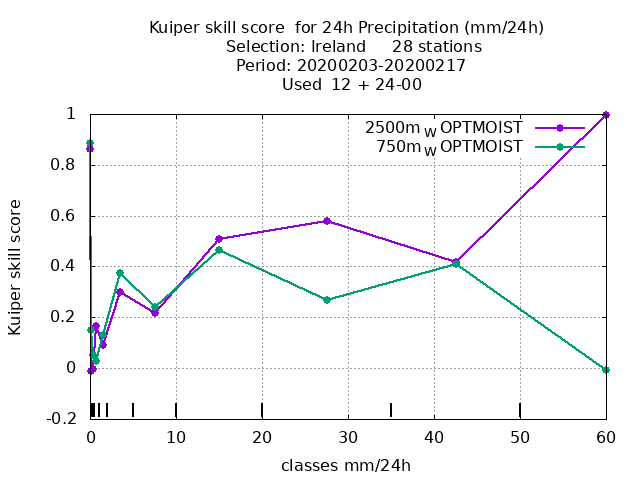 Kuiper skill score  for 24h Precipitation (mm/24h)
Selection: Ireland     28 stations
Period: 20200203-20200217
Used  12 + 24-00
2500m W OPTMOIST
750m W OPTMOIST
Kuiper skill score
1
0.8
0.6
0.4
0.2
0
-0.2
0 10 20 30 40 50 60
classes mm/24h